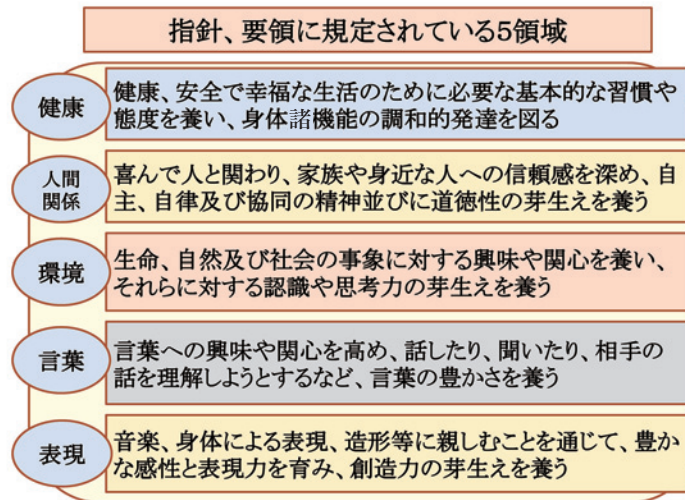 指針、要領に規定されている5領域
健康
健康、安全で幸福な生活のために必要な基本的な習慣や
態度を養い、身体諸機能の調和的発達を図る
人間
関係
喜んで人と関わり、家族や身近な人への信頼感を深め、自
主、自律及び協同の精神並びに道徳性の芽生えを養う
環境
生命、自然及び社会の事象に対する興味や関心を養い、
それらに対する認識や思考力の芽生えを養う
言葉
言葉への興味や関心を高め、話したり、聞いたり、相手の
話を理解しようとするなど、言葉の豊かさを養う
表現
音楽、身体による表現、造形等に親しむことを通じて、豊か
な感性と表現力を育み、創造力の芽生えを養う